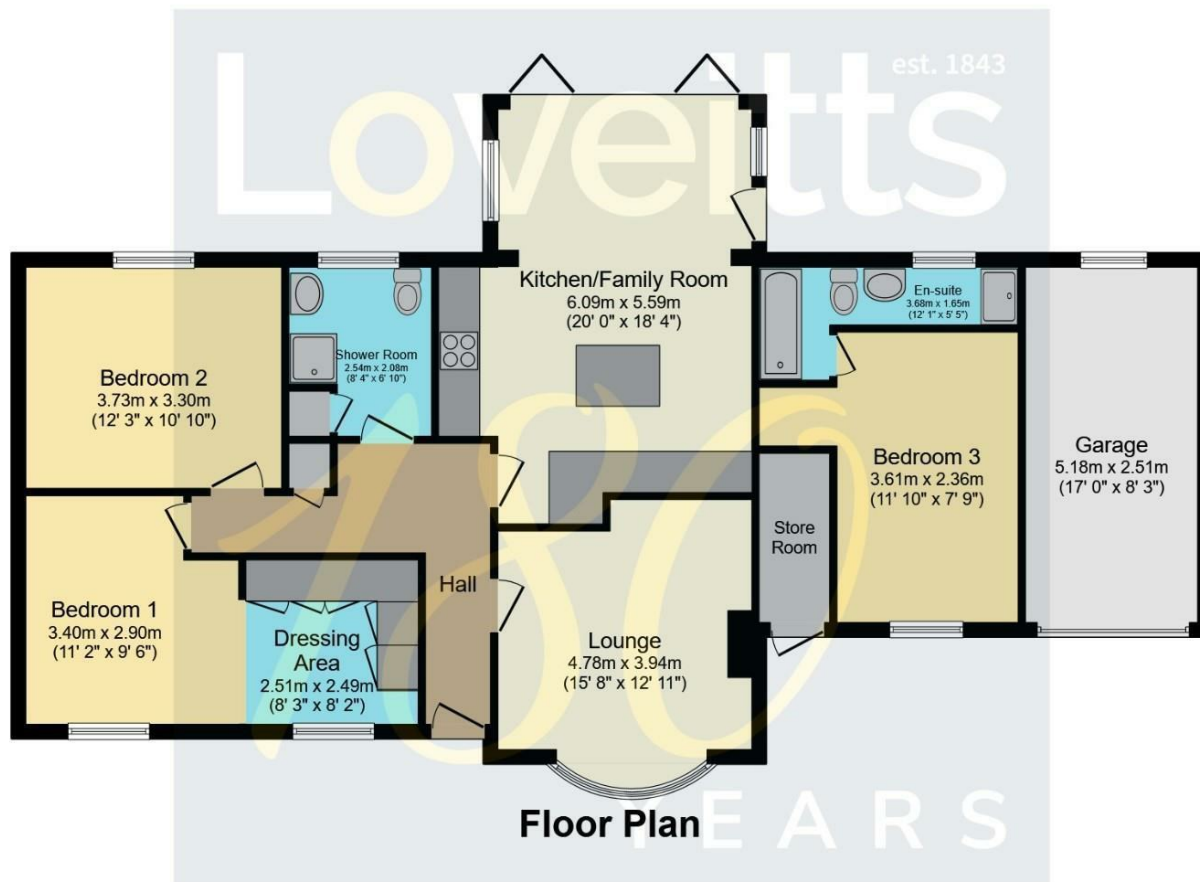 Loveitts
est. 1843
Kitchen/Family Room
6.09m x 5.59m
(20' 0" x 18' 4")
En-suite
3.68m x 1.65m
(12' 1" x 5' 5")
Shower Room
2.54m x 2.08m
(8' 4" x 6' 10")
Bedroom 2
3.73m x 3.30m
(12' 3" x 10' 10")
Bedroom 3
3.61m x 2.36m
(11' 10" x 7' 9")
Garage
5.18m x 2.51m
(17' 0" x 8' 3")
Store
Room
Hall
Bedroom 1
3.40m x 2.90m
(11' 2" x 9' 6")
Dressing
Area
2.51m x 2.49m
(8' 3" x 8' 2")
Lounge
4.78m x 3.94m
(15' 8" x 12' 11")
180
YEARS
Floor Plan